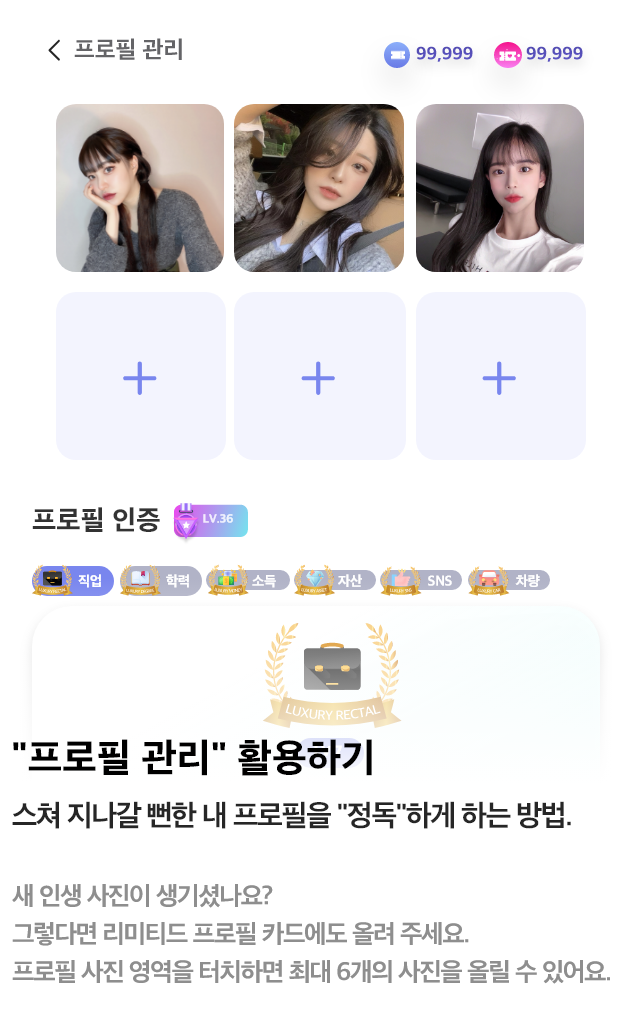 프로필 관리
99,999
99,999
프로필 인증
LV.36
직업
학력
소득
자산
SNS
차량
LUXURY RECTAL
"프로필 관리" 활용하기
스쳐 지나갈 뻔한 내 프로필을 "정독"하게 하는 방법.
새 인생 사진이 생기셨나요?
그렇다면 리미티드 프로필 카드에도 올려 주세요.
프로필 사진 영역을 터치하면 최대 6개의 사진을 올릴 수 있어요.